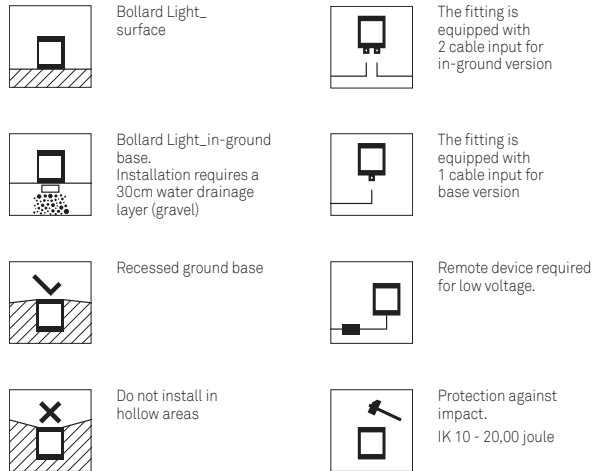 Bollard Light_
surface
The fitting is
equipped with
2 cable input for
in-ground version
Bollard Light_in-ground
base.
Installation requires a
30cm water drainage
layer (gravel)
The fitting is
equipped with
1 cable input for
base version
Recessed ground base
Remote device required
for low voltage.
Do not install in
hollow areas
Protection against
impact.
IK 10 - 20,00 joule